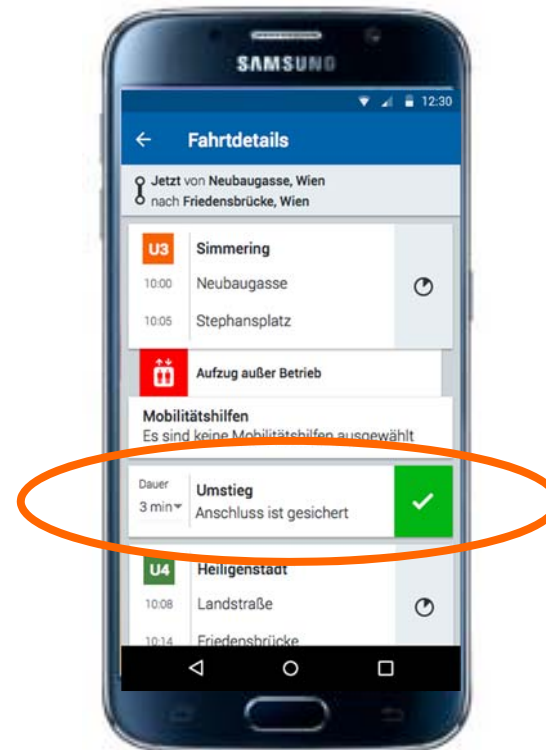 SAMSUNG
12:30
Fahrtdetails
Jetzt von Neubaugasse, Wien
nach Friedensbrücke, Wien
U3 Simmering
10:00 Neubaugasse
10:05 Stephansplatz
Aufzug außer Betrieb
Mobilitätshilfen
Es sind keine Mobilitätshilfen ausgewählt
Dauer
Umstieg
3 min
Anschluss ist gesichert
U4 Heiligenstadt
10:08 Landstraße
10:14 Friedensbrücke